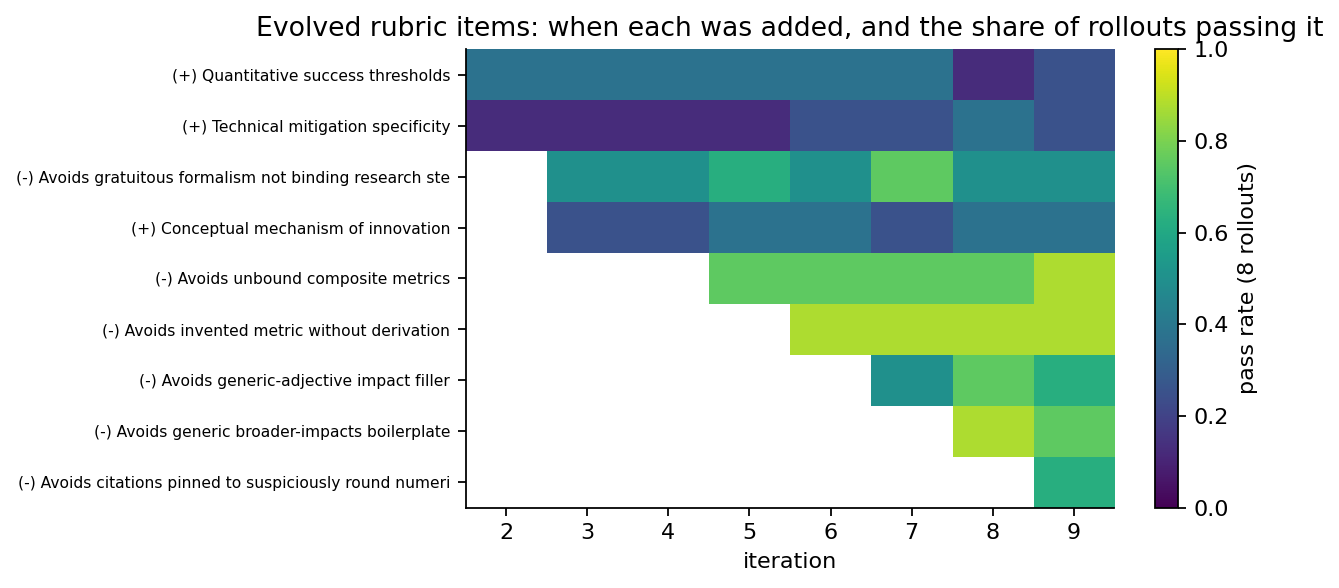 Evolved rubric items: when each was added, and the share of rollouts passing it
(+) Quantitative success thresholds
(+) Technical mitigation specificity
(-) Avoids gratuitous formalism not binding research ste
(+) Conceptual mechanism of innovation
(-) Avoids unbound composite metrics
(-) Avoids invented metric without derivation
(-) Avoids generic-adjective impact filler
(-) Avoids generic broader-impacts boilerplate
(-) Avoids citations pinned to suspiciously round numeri
2 3 4 5 6 7 8 9
iteration
1.0
0.8
0.6
0.4
0.2
0.0
pass rate (8 rollouts)